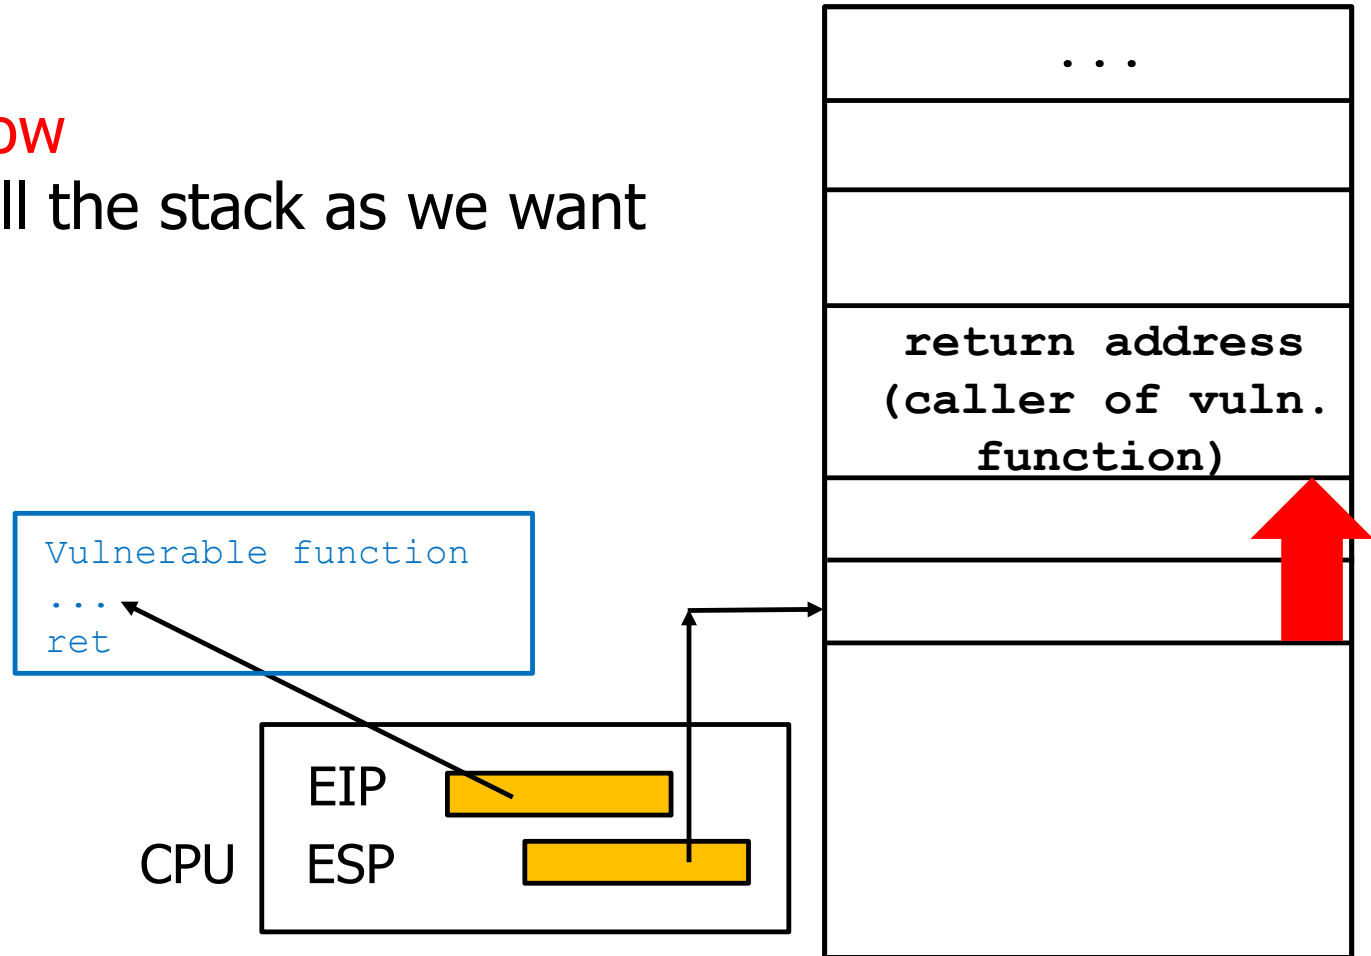 ow
ll the stack as we want
...
return address
(caller of vuln.
function)
Vulnerable function
...
ret
EIP
CPU ESP